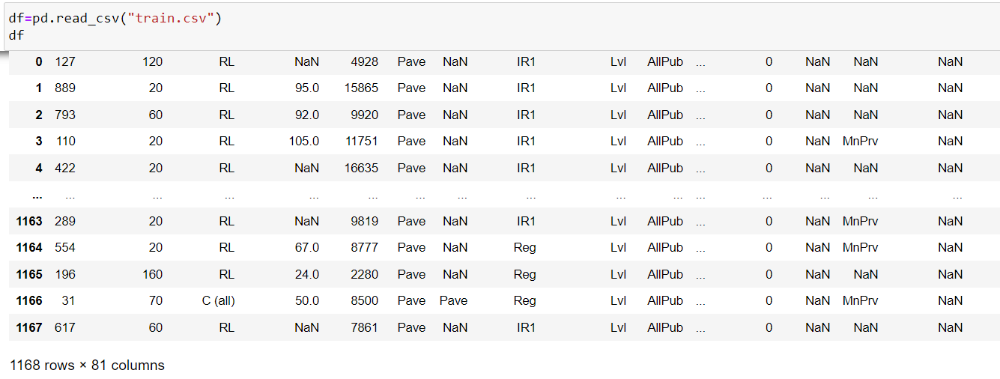 df=pd.read_csv("train.csv")
df
0 127 120 RL NaN 4928 Pave NaN IR1 Lvl AllPub ... 0 NaN NaN NaN
1 889 20 RL 95.0 15865 Pave NaN IR1 Lvl AllPub ... 0 NaN NaN NaN
2 793 60 RL 92.0 9920 Pave NaN IR1 Lvl AllPub ... 0 NaN NaN NaN
3 110 20 RL 105.0 11751 Pave NaN IR1 Lvl AllPub ... 0 NaN MnPrv NaN
4 422 20 RL NaN 16635 Pave NaN IR1 Lvl AllPub ... 0 NaN NaN NaN
... ... ... ... ... ... ... ... ... ... ... ... ... ... ... ...
1163 289 20 RL NaN 9819 Pave NaN IR1 Lvl AllPub ... 0 NaN MnPrv NaN
1164 554 20 RL 67.0 8777 Pave NaN Reg Lvl AllPub ... 0 NaN MnPrv NaN
1165 196 160 RL 24.0 2280 Pave NaN Reg Lvl AllPub ... 0 NaN NaN NaN
1166 31 70 C (all) 50.0 8500 Pave Pave Reg Lvl AllPub ... 0 NaN MnPrv NaN
1167 617 60 RL NaN 7861 Pave NaN IR1 Lvl AllPub ... 0 NaN NaN NaN
1168 rows × 81 columns